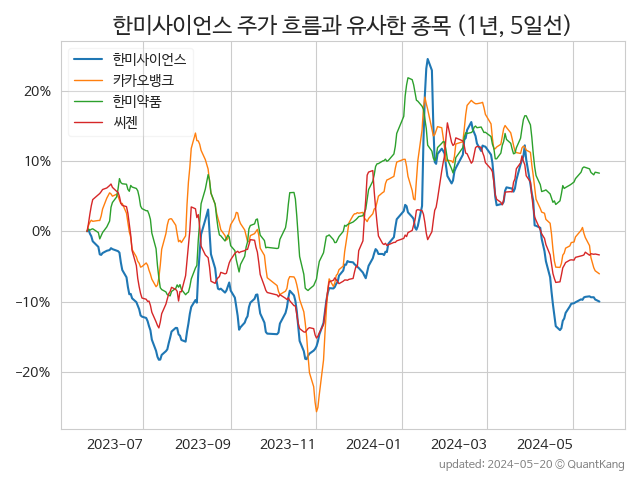 한미사이언스 주가 흐름과 유사한 종목 (1년, 5일선)
한미사이언스
카카오뱅크
한미약품
씨젠
20%
10%
0%
−10%
−20%
2023-07 2023-09 2023-11 2024-01 2024-03 2024-05
updated: 2024-05-20 © QuantKang